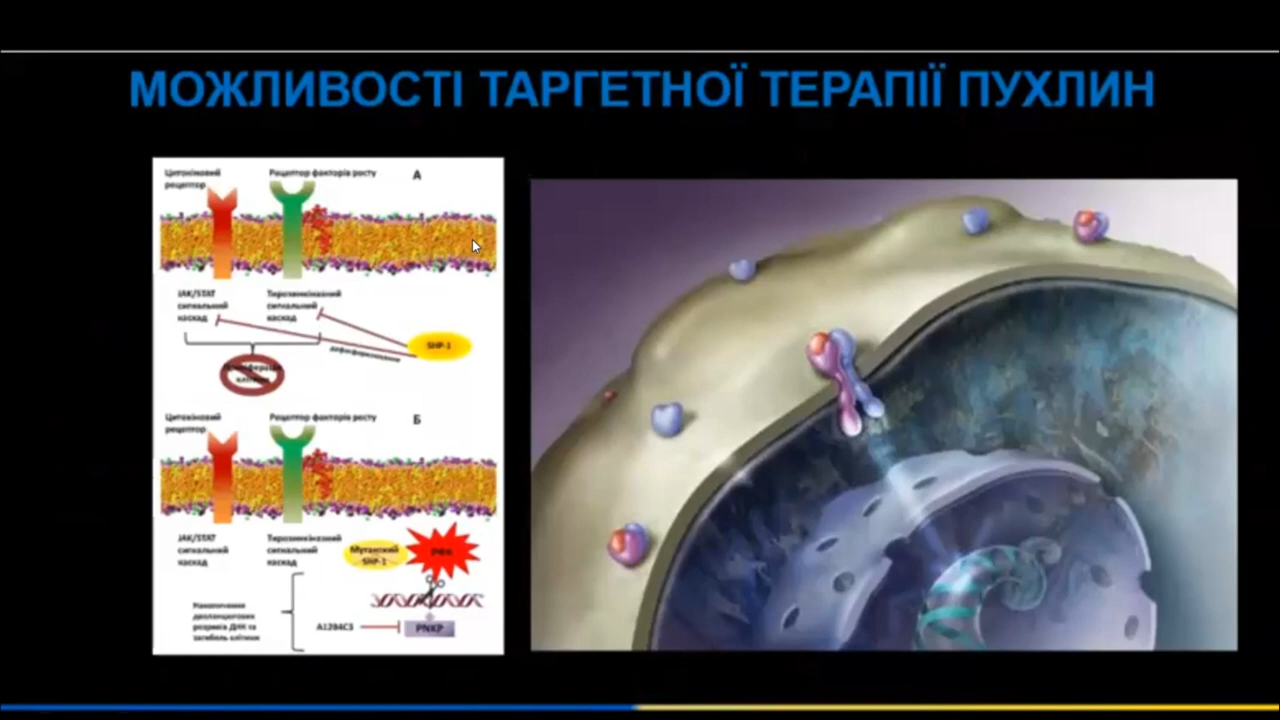 МОЖЛИВОСТІ ТАРГЕТНОЇ ТЕРАПІЇ ПУХЛИН
Цитокіновий
рецептор
Рецептор факторів росту
А
JAK/STAT
сигнальний
каскад
Тирозинкіназний
сигнальний
каскад
SHP-1
дефосфорилювання
клітин
Цитокіновий
рецептор
Рецептор факторів росту
Б
JAK/STAT
сигнальний
каскад
Тирозинкіназний
сигнальний
каскад
Мутантний
SHP-1
Накопичення
дволанцюгових
розривів ДНК та
загибель клітини
A12B4C3
PNKP